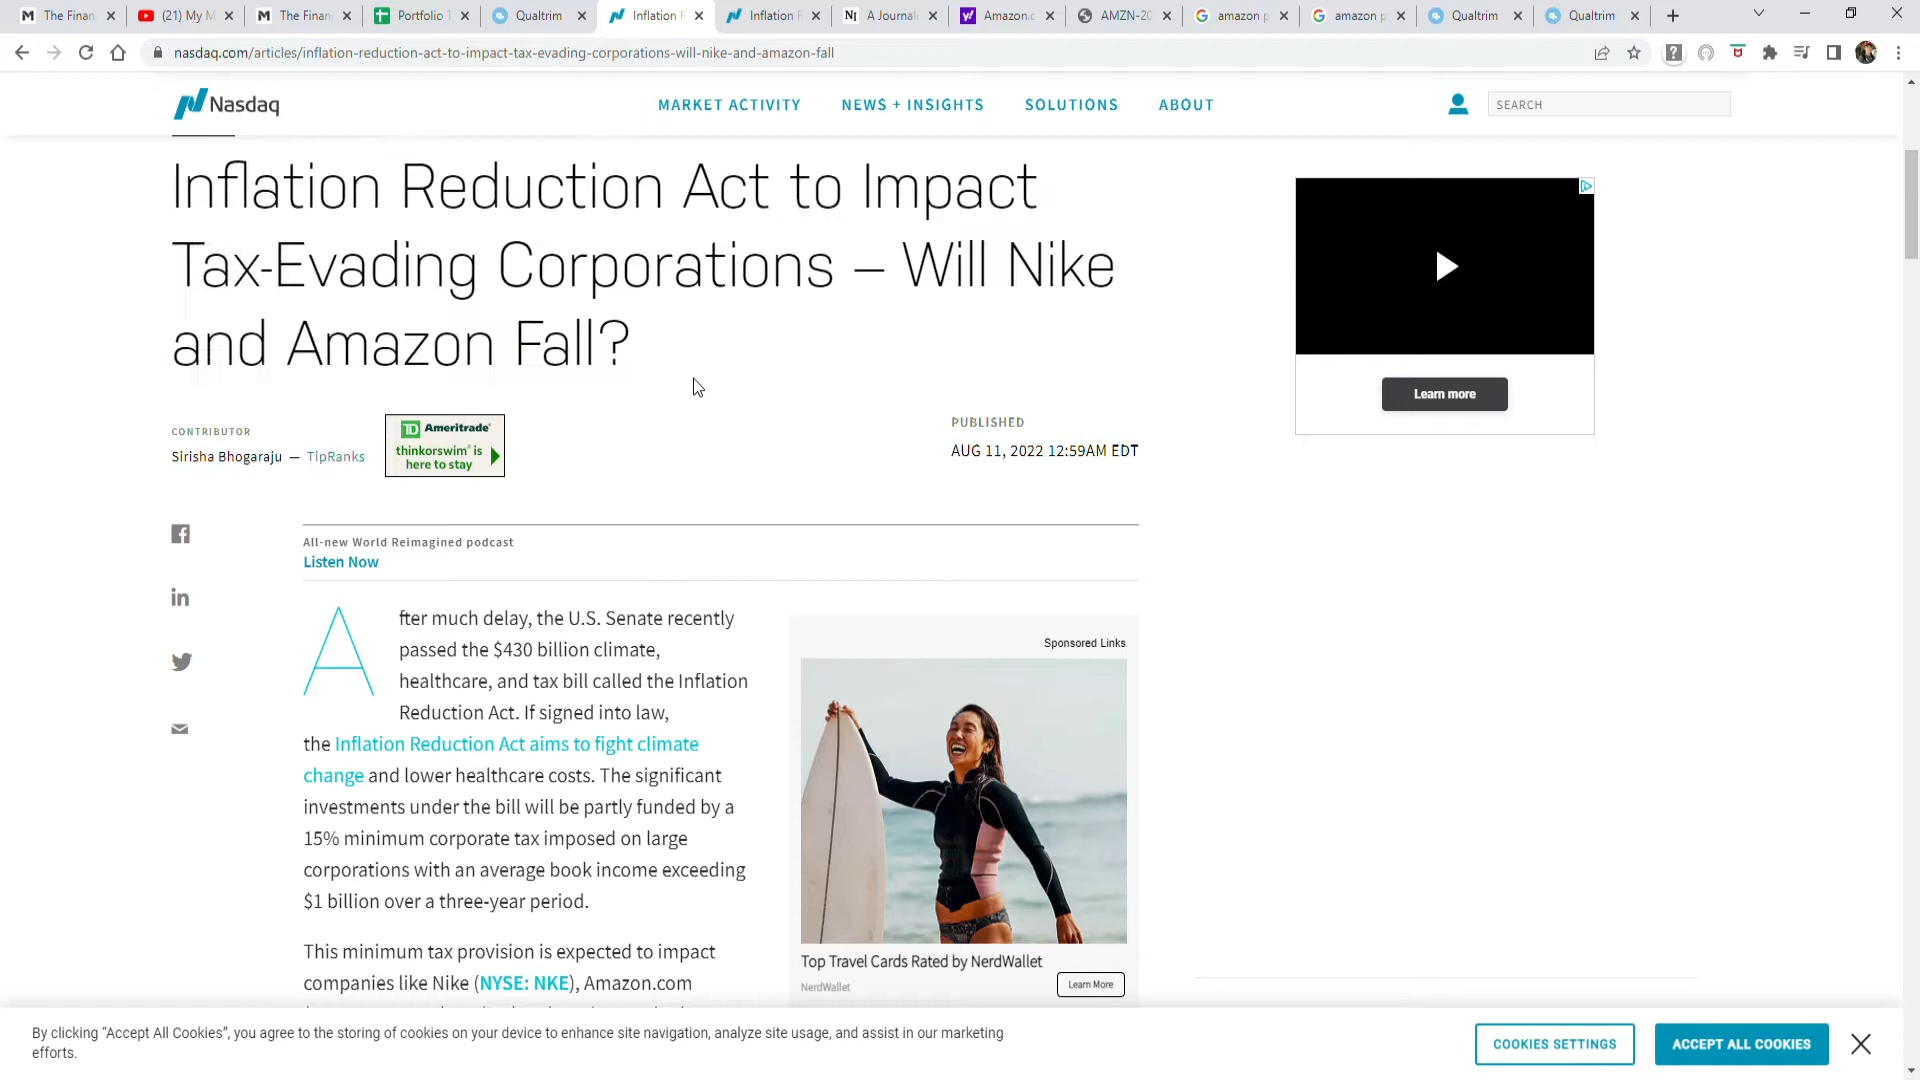 The Finan
(21) My M
The Finan
Portfolio T
Qualtrim
Inflation R
Inflation R
A Journal
Amazon.c
AMZN-20
amazon p
amazon p
Qualtrim
Qualtrim
nasdaq.com/articles/inflation-reduction-act-to-impact-tax-evading-corporations-will-nike-and-amazon-fall
Nasdaq
MARKET ACTIVITY
NEWS + INSIGHTS
SOLUTIONS
ABOUT
SEARCH
Inflation Reduction Act to Impact
Tax-Evading Corporations – Will Nike
and Amazon Fall?
Learn more
CONTRIBUTOR
Sirisha Bhogaraju — TipRanks
TD Ameritrade
thinkorswim® is
here to stay
PUBLISHED
AUG 11, 2022 12:59AM EDT
All-new World Reimagined podcast
Listen Now
After much delay, the U.S. Senate recently
passed the $430 billion climate,
healthcare, and tax bill called the Inflation
Reduction Act. If signed into law,
the Inflation Reduction Act aims to fight climate
change and lower healthcare costs. The significant
investments under the bill will be partly funded by a
15% minimum corporate tax imposed on large
corporations with an average book income exceeding
$1 billion over a three-year period.
This minimum tax provision is expected to impact
companies like Nike (NYSE: NKE), Amazon.com
Sponsored Links
Top Travel Cards Rated by NerdWallet
NerdWallet
Learn More
By clicking “Accept All Cookies”, you agree to the storing of cookies on your device to enhance site navigation, analyze site usage, and assist in our marketing
efforts.
COOKIES SETTINGS
ACCEPT ALL COOKIES